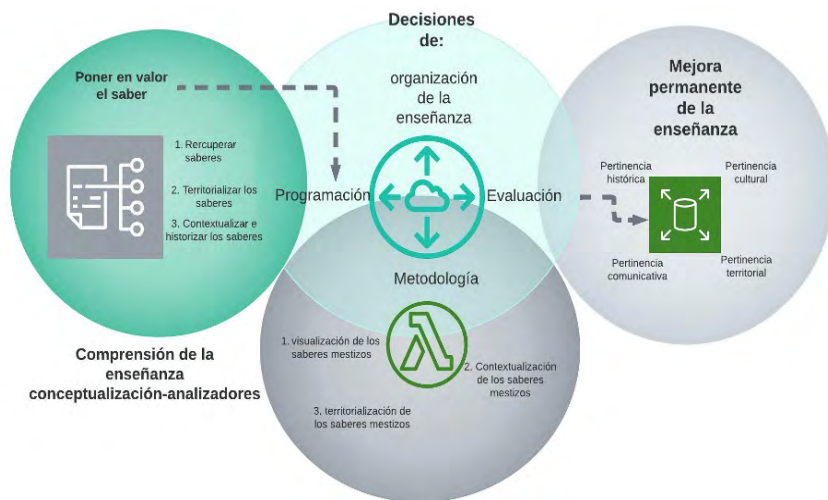 Poner en valor
el saber
1. Rercuperar
saberes
2. Territorializar los
saberes
3. Contextualizar e
historizar los saberes
Comprensión de la
enseñanza
conceptualización-analizadores
Decisiones
de:
organización
de la
enseñanza
Programación
Evaluación
Metodología
1. visualización de los
saberes mestizos
2. Contextualización
de los saberes
mestizos
3. territorialización de
los saberes mestizos
Mejora
permanente
de la
enseñanza
Pertinencia
histórica
Pertinencia
cultural
Pertinencia
comunicativa
Pertinencia
territorial